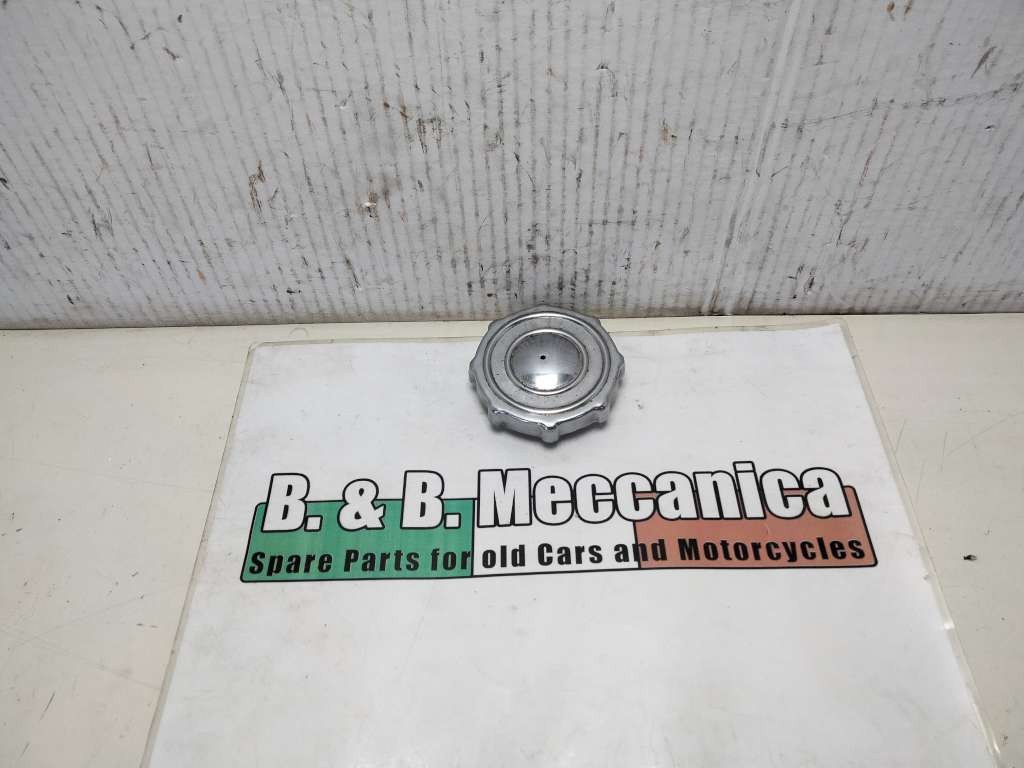 B. & B. Meccanica
Spare Parts for old Cars and Motorcycles